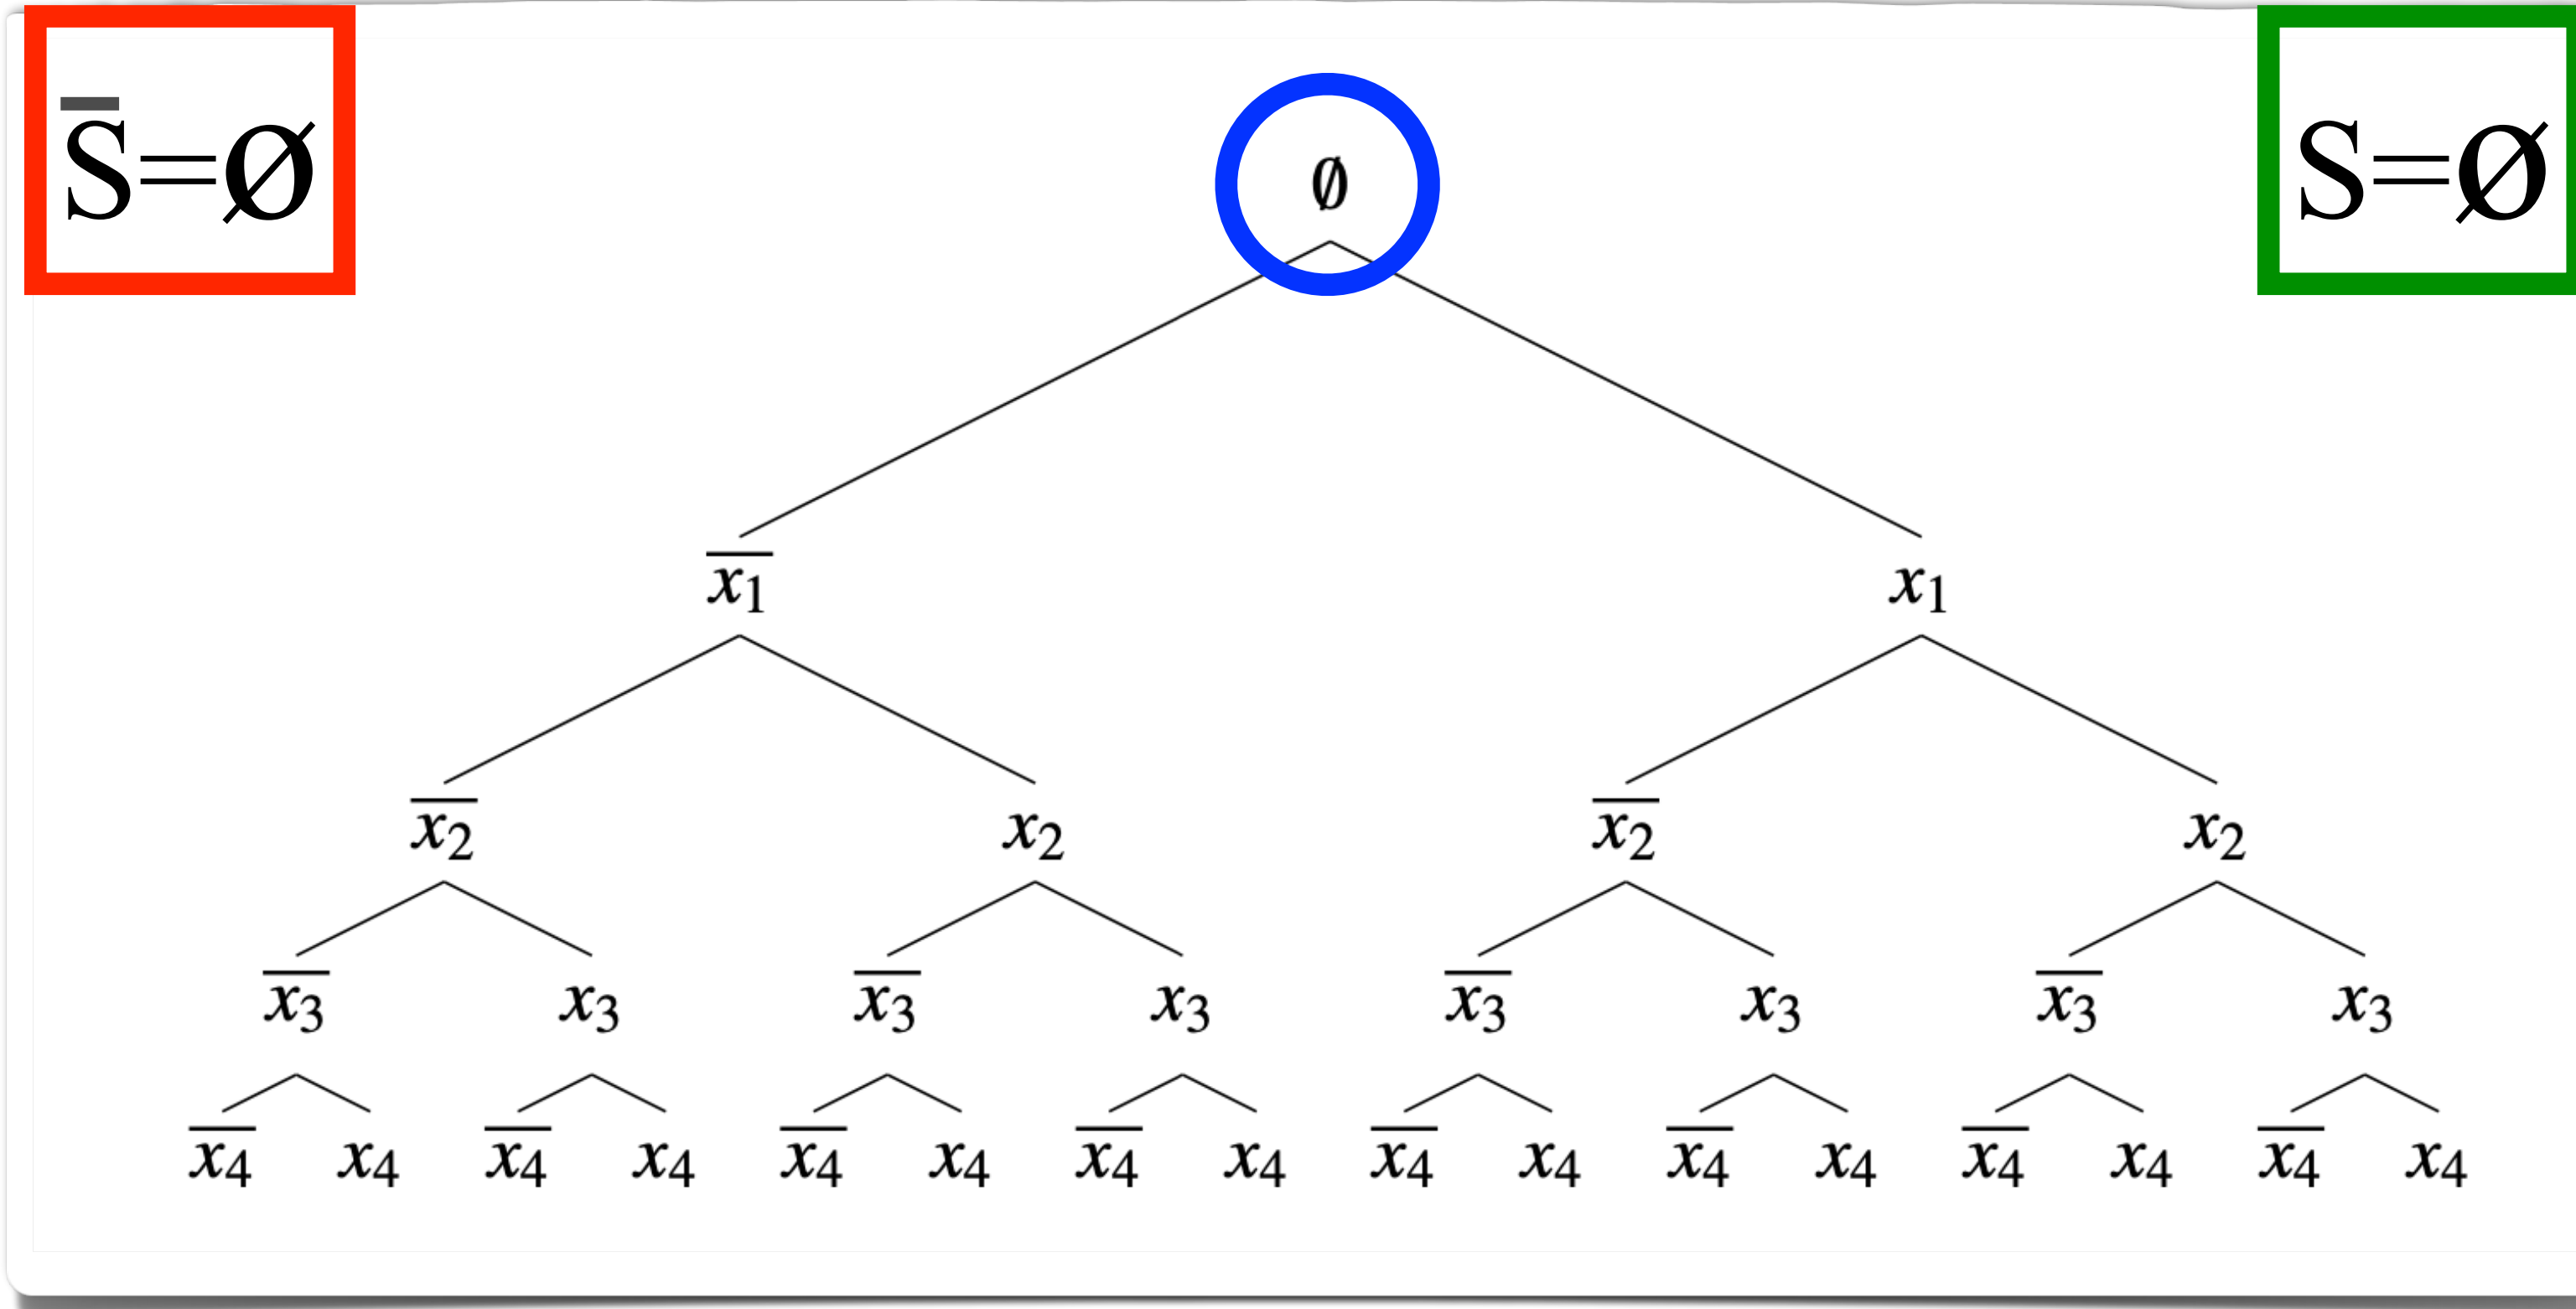 S̅=Ø
∅
S=Ø
x̅₁ x₁
x̅₂ x₂ x̅₂ x₂
x̅₃ x₃ x̅₃ x₃ x̅₃ x₃ x̅₃ x₃
x̅₄ x₄ x̅₄ x₄ x̅₄ x₄ x̅₄ x₄ x̅₄ x₄ x̅₄ x₄ x̅₄ x₄ x̅₄ x₄